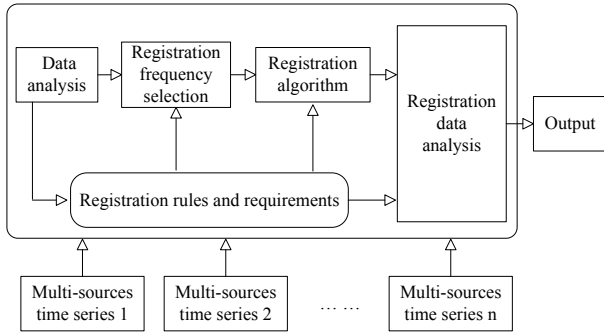 Data
analysis
Registration
frequency
selection
Registration
algorithm
Registration
data
analysis
Output
Registration rules and requirements
Multi-sources
time series 1
Multi-sources
time series 2
... ...
Multi-sources
time series n